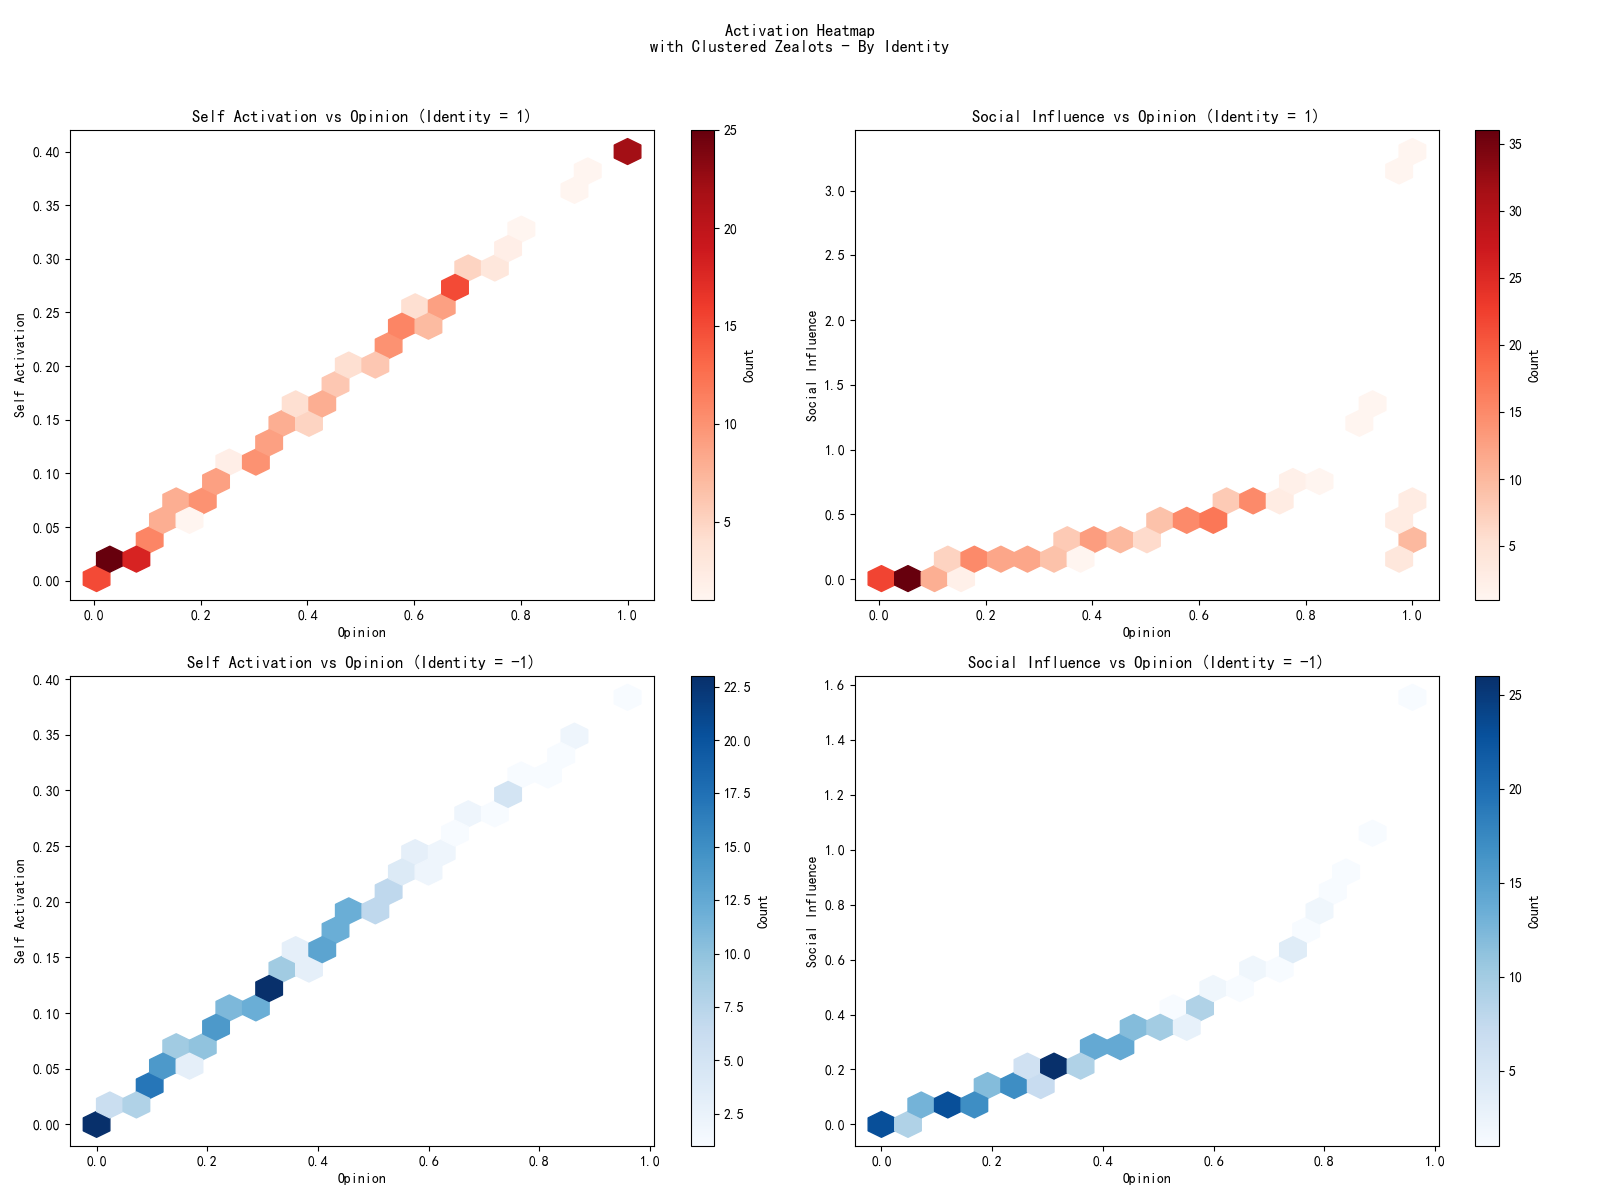 Activation Heatmap
with Clustered Zealots - By Identity
Self Activation vs Opinion (Identity = 1)
0.40
0.35
0.30
0.25
0.20
0.15
0.10
0.05
0.00
Self Activation
0.0 0.2 0.4 0.6 0.8 1.0
Opinion
25
20
15
10
5
Count
Social Influence vs Opinion (Identity = 1)
3.0
2.5
2.0
1.5
1.0
0.5
0.0
Social Influence
0.0 0.2 0.4 0.6 0.8 1.0
Opinion
35
30
25
20
15
10
5
Count
Self Activation vs Opinion (Identity = -1)
0.40
0.35
0.30
0.25
0.20
0.15
0.10
0.05
0.00
Self Activation
0.0 0.2 0.4 0.6 0.8 1.0
Opinion
22.5
20.0
17.5
15.0
12.5
10.0
7.5
5.0
2.5
Count
Social Influence vs Opinion (Identity = -1)
1.6
1.4
1.2
1.0
0.8
0.6
0.4
0.2
0.0
Social Influence
0.0 0.2 0.4 0.6 0.8 1.0
Opinion
25
20
15
10
5
Count